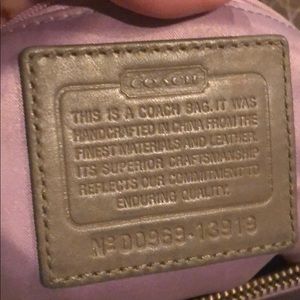 COACH
THIS IS A COACH BAG. IT WAS
HANDCRAFTED IN CHINA FROM THE
FINEST MATERIALS AND LEATHER.
ITS SUPERIOR CRAFTSMANSHIP
REFLECTS OUR COMMITMENT TO
ENDURING QUALITY.
Nº D0969-13919